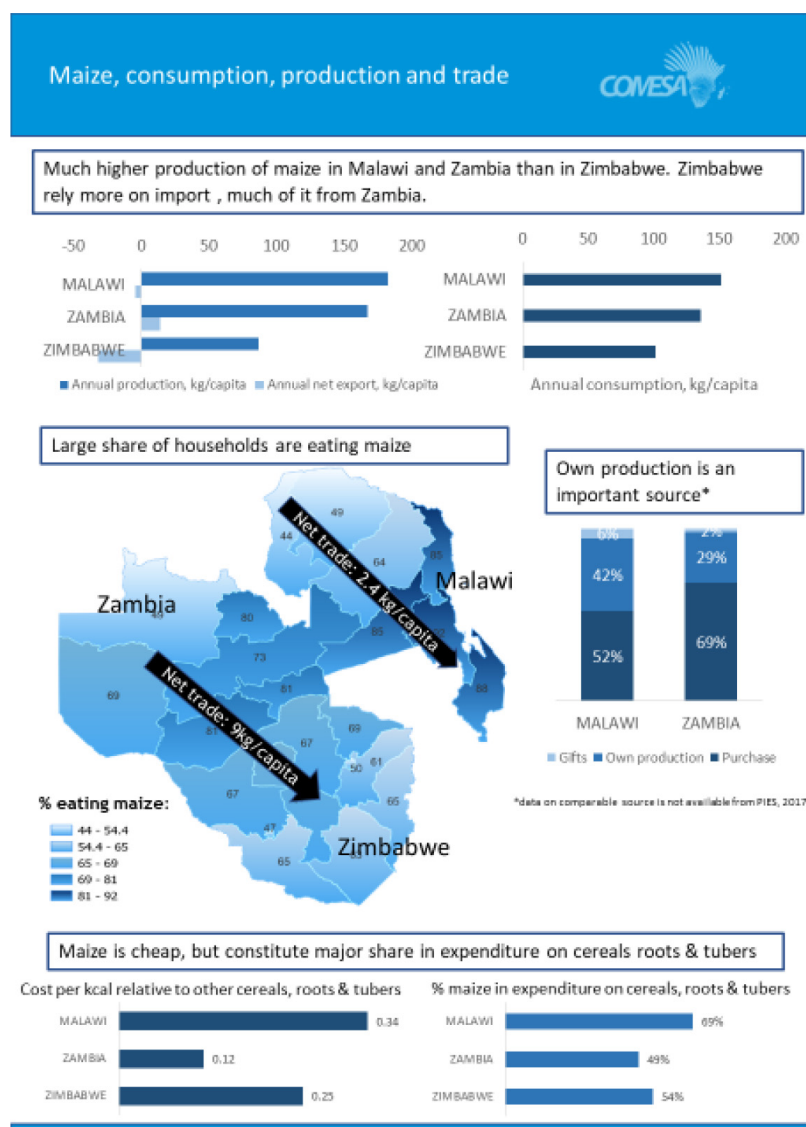 Maize, consumption, production and trade
COMESA
Much higher production of maize in Malawi and Zambia than in Zimbabwe. Zimbabwe
rely more on import , much of it from Zambia.
-50 0 50 100 150 200
MALAWI
ZAMBIA
ZIMBABWE
Annual production, kg/capita Annual net export, kg/capita
0 50 100 150 200
MALAWI
ZAMBIA
ZIMBABWE
Annual consumption, kg/capita
Large share of households are eating maize
49
44
64
85
Malawi
Net trade: 2.4 kg/capita
Zambia
80
85
73
88
69
81
Net trade: 9kg/capita
81
67
69
50
61
67
65
47
Zimbabwe
65
% eating maize:
44 - 54.4
54.4 - 65
65 - 69
69 - 81
81 - 92
Own production is an
important source*
6% 2%
42% 29%
52% 69%
MALAWI ZAMBIA
Gifts Own production Purchase
*data on comparable source is not available from PIES, 2017
Maize is cheap, but constitute major share in expenditure on cereals roots & tubers
Cost per kcal relative to other cereals, roots & tubers
MALAWI 0.34
ZAMBIA 0.12
ZIMBABWE 0.25
% maize in expenditure on cereals, roots & tubers
MALAWI 69%
ZAMBIA 49%
ZIMBABWE 54%